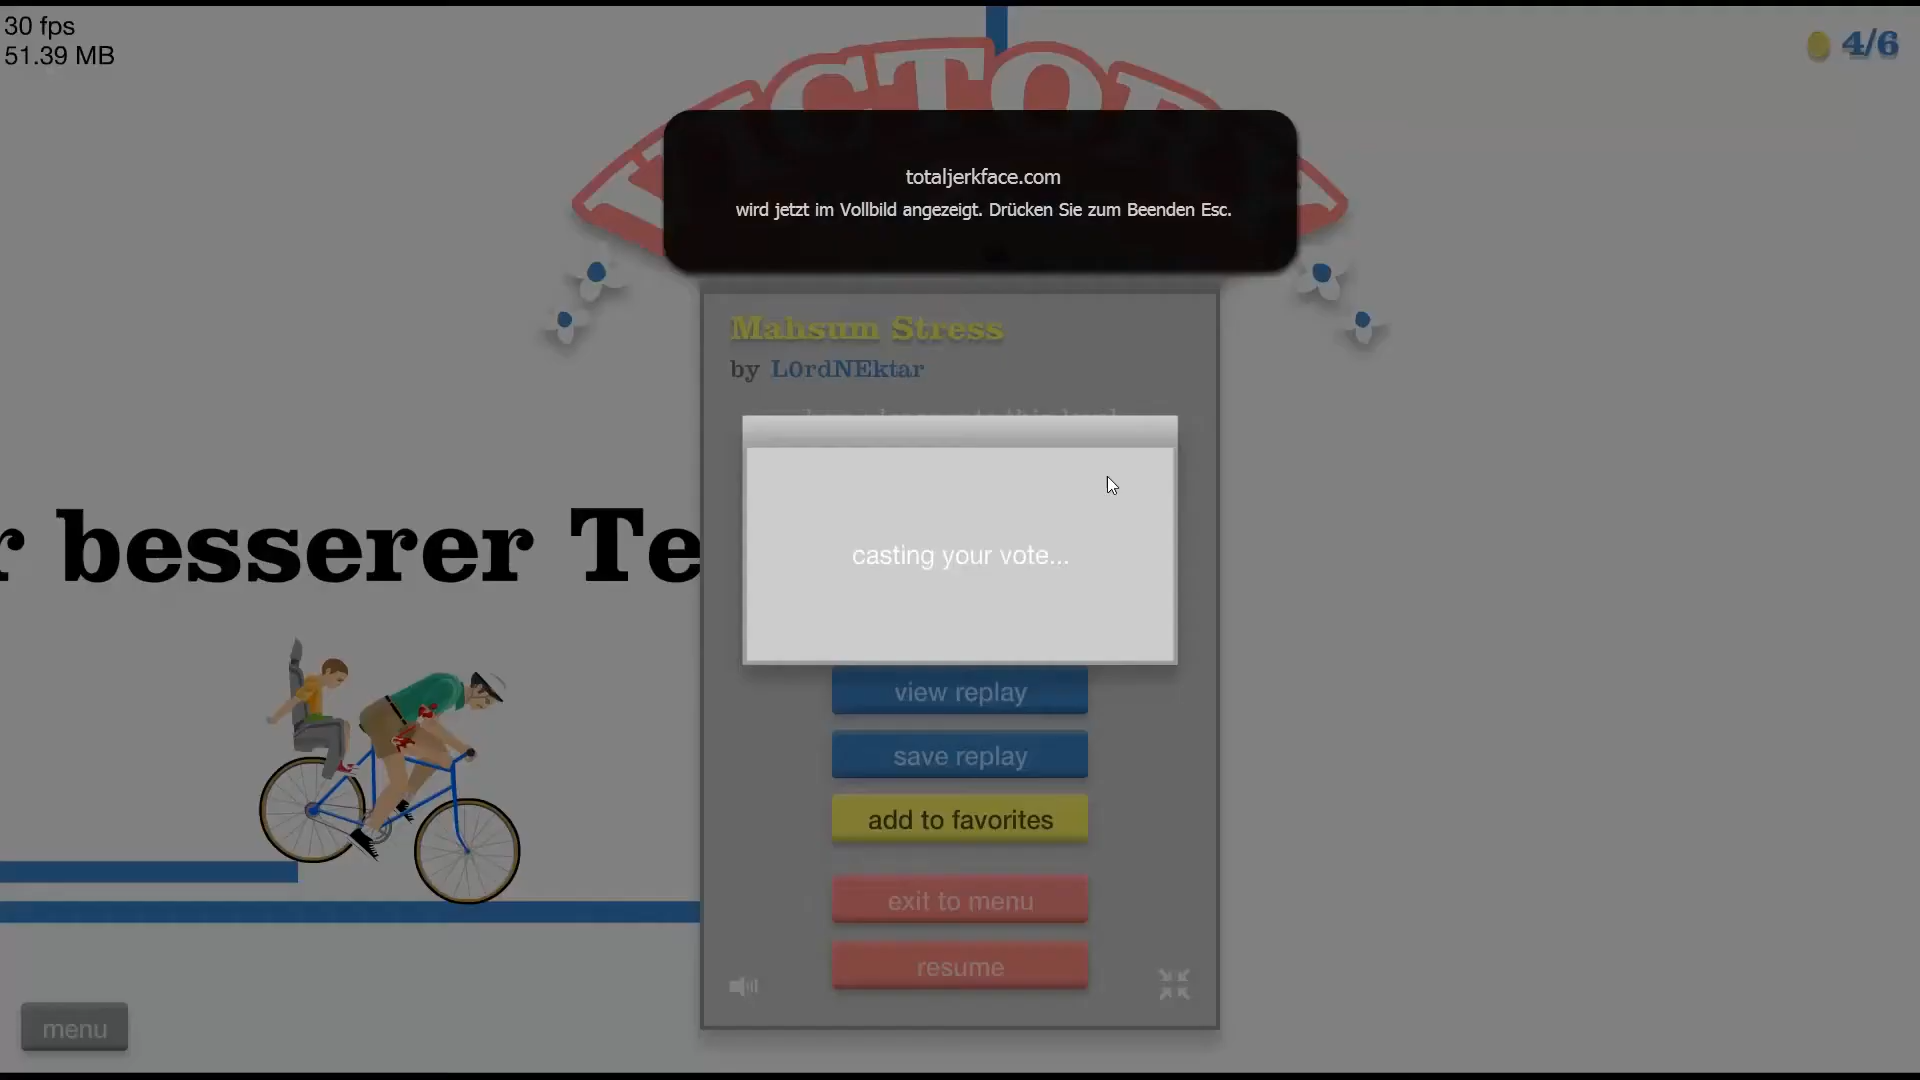 30 fps
51.39 MB
4/6
totaljerkface.com
wird jetzt im Vollbild angezeigt. Drücken Sie zum Beenden Esc.
Mahsum Stress
by L0rdNEktar
r besserer Te
casting your vote...
view replay
save replay
add to favorites
exit to menu
resume
menu